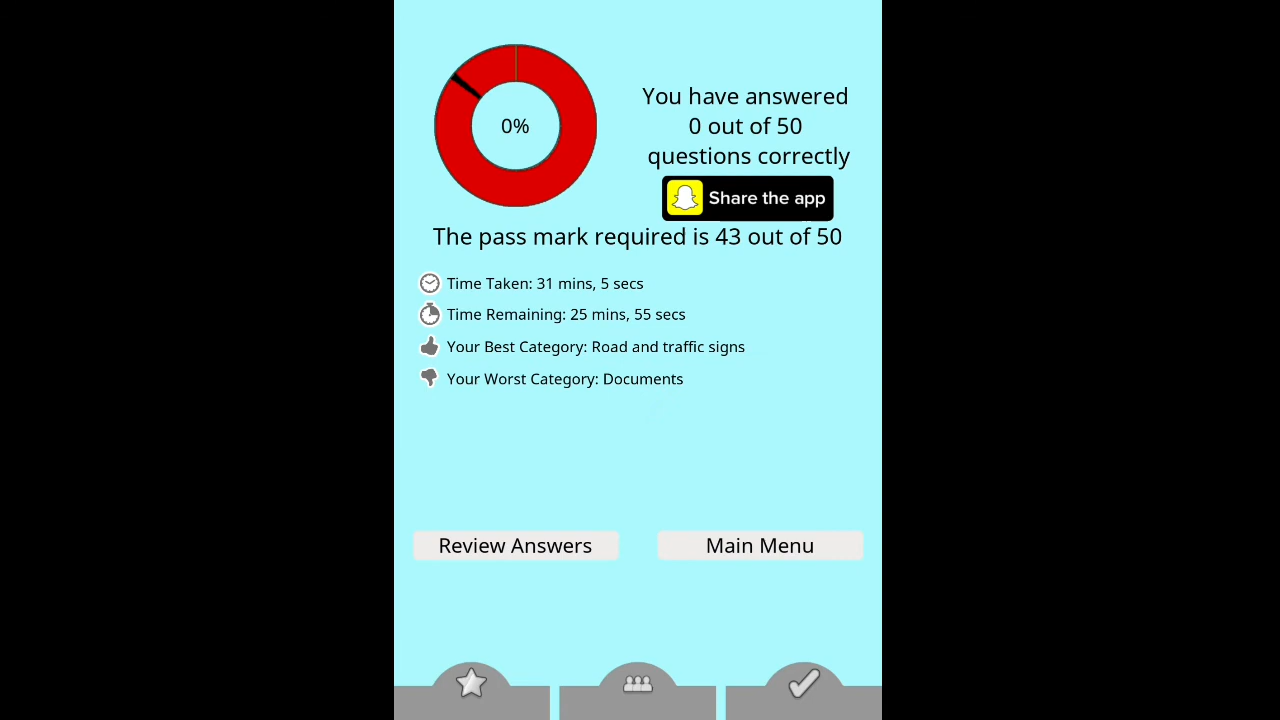 0%
You have answered
0 out of 50
questions correctly
Share the app
The pass mark required is 43 out of 50
Time Taken: 31 mins, 5 secs
Time Remaining: 25 mins, 55 secs
Your Best Category: Road and traffic signs
Your Worst Category: Documents
Review Answers
Main Menu